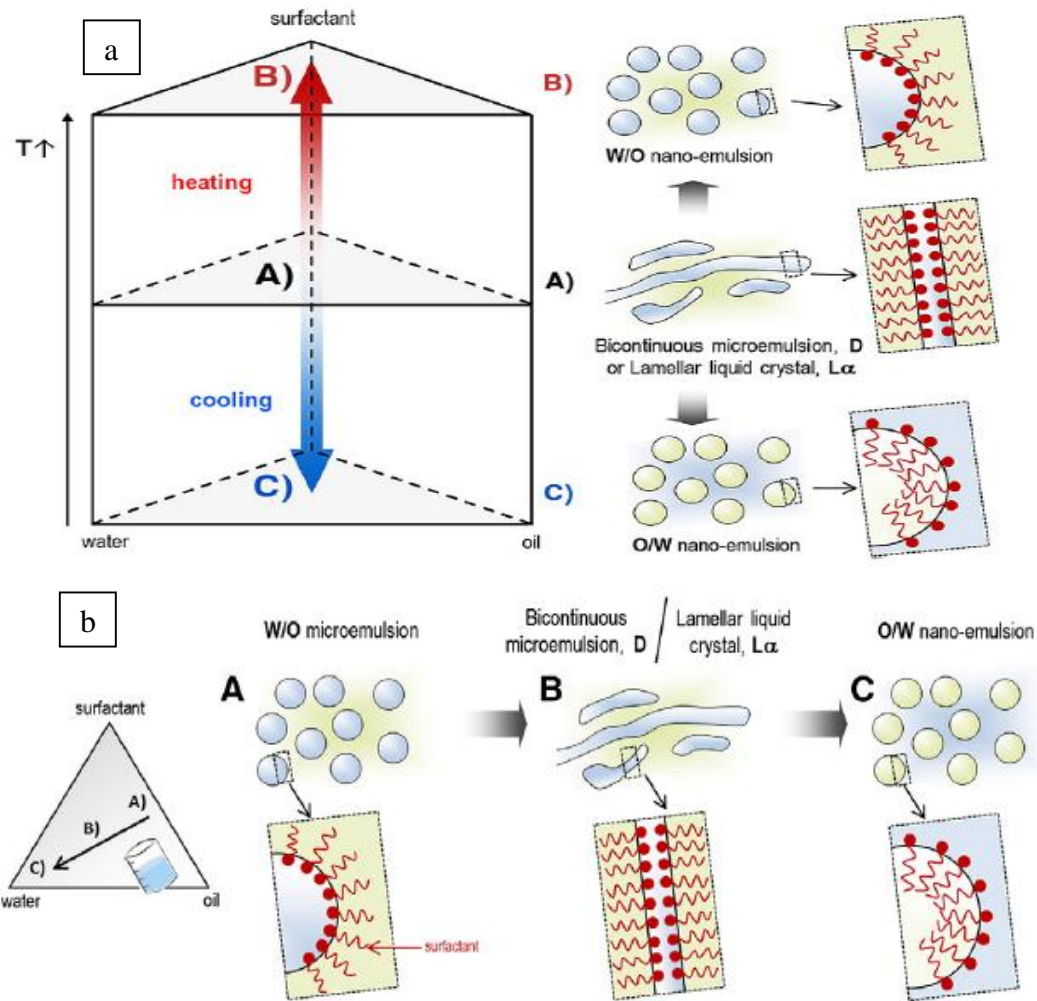 a
surfactant
B)
T↑
heating
A)
cooling
C)
water
oil
B)
W/O nano-emulsion
A)
Bicontinuous microemulsion, D
or Lamellar liquid crystal, Lα
C)
O/W nano-emulsion
b
W/O microemulsion
Bicontinuous
microemulsion, D
Lamellar liquid
crystal, Lα
O/W nano-emulsion
A
B
C
surfactant
A)
B)
C)
water
oil
surfactant